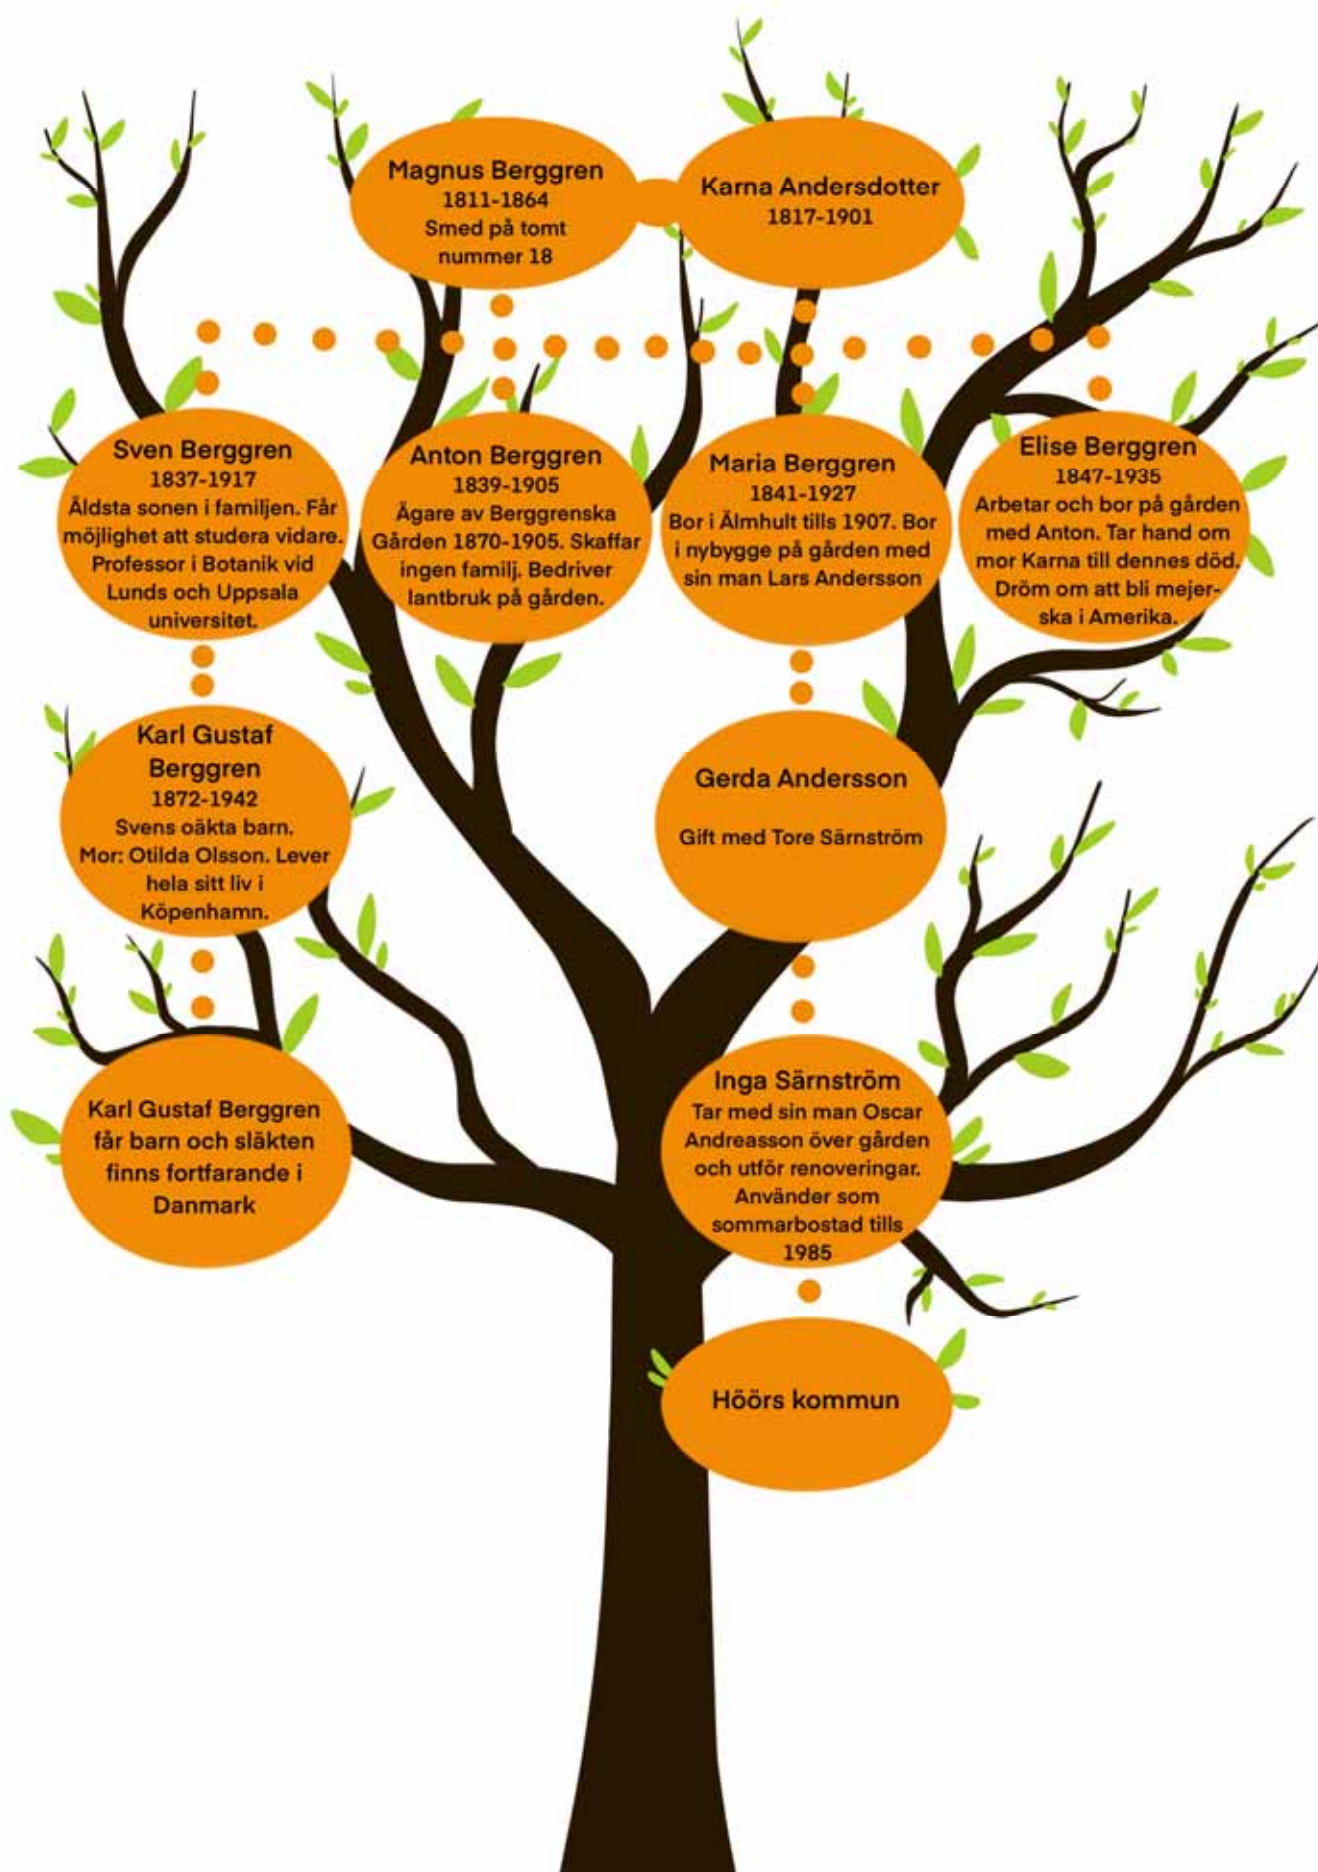 Magnus Berggren
1811-1864
Smed på tomt
nummer 18
Karna Andersdotter
1817-1901
Sven Berggren
1837-1917
Äldsta sonen i familjen. Får
möjlighet att studera vidare.
Professor i Botanik vid
Lunds och Uppsala
universitet.
Anton Berggren
1839-1905
Ägare av Berggrenska
Gården 1870-1905. Skaffar
ingen familj. Bedriver
lantbruk på gården.
Maria Berggren
1841-1927
Bor i Älmhult tills 1907. Bor
i nybygge på gården med
sin man Lars Andersson
Elise Berggren
1847-1935
Arbetar och bor på gården
med Anton. Tar hand om
mor Karna till dennes död.
Dröm om att bli mejer-
ska i Amerika.
Karl Gustaf
Berggren
1872-1942
Svens oäkta barn.
Mor: Otilda Olsson. Lever
hela sitt liv i
Köpenhamn.
Gerda Andersson
Gift med Tore Särnström
Karl Gustaf Berggren
får barn och släkten
finns fortfarande i
Danmark
Inga Särnström
Tar med sin man Oscar
Andreasson över gården
och utför renoveringar.
Använder som
sommarbostad tills
1985
Höörs kommun